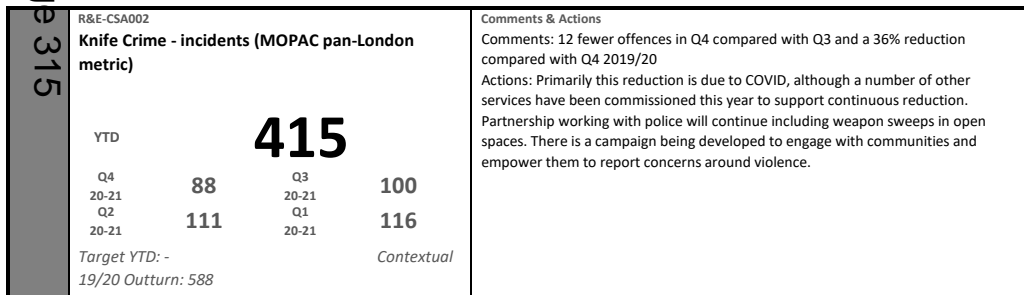 ge 315
R&E-CSA002
Knife Crime - incidents (MOPAC pan-London
metric)
YTD 415
Q4 20-21 88 Q3 20-21 100
Q2 20-21 111 Q1 20-21 116
Target YTD: - Contextual
19/20 Outturn: 588
Comments & Actions
Comments: 12 fewer offences in Q4 compared with Q3 and a 36% reduction
compared with Q4 2019/20
Actions: Primarily this reduction is due to COVID, although a number of other
services have been commissioned this year to support continuous reduction.
Partnership working with police will continue including weapon sweeps in open
spaces. There is a campaign being developed to engage with communities and
empower them to report concerns around violence.